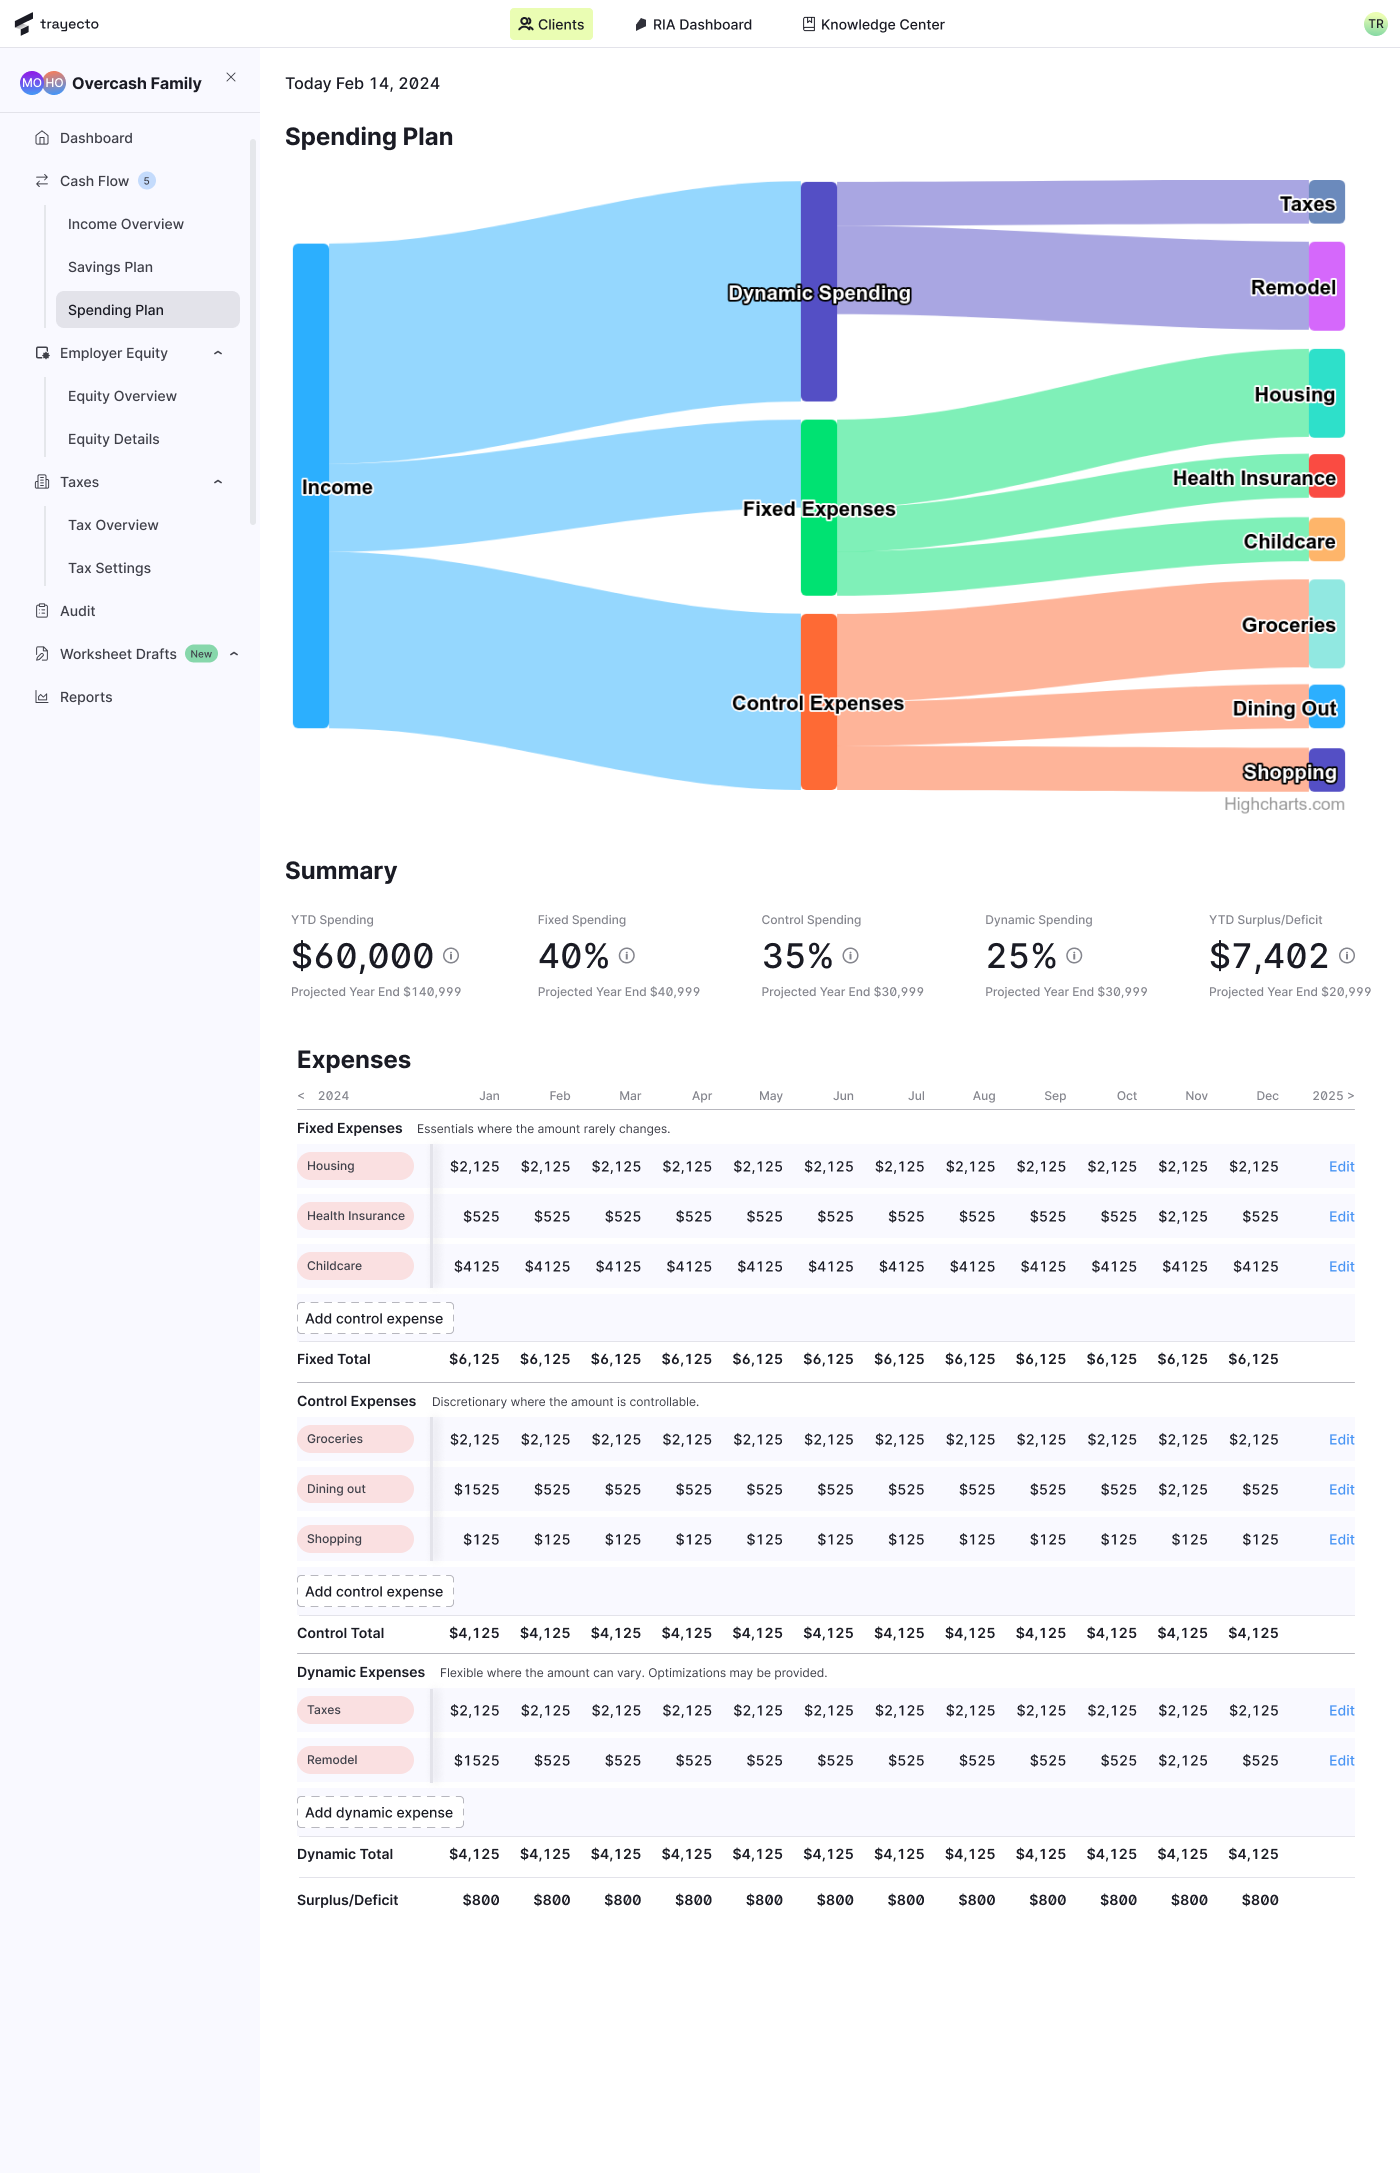 trayecto
Clients
RIA Dashboard
Knowledge Center
TR
MO HO Overcash Family
Dashboard
Cash Flow 5
Income Overview
Savings Plan
Spending Plan
Employer Equity
Equity Overview
Equity Details
Taxes
Tax Overview
Tax Settings
Audit
Worksheet Drafts New
Reports
Today Feb 14, 2024
Spending Plan
Taxes
Remodel
Dynamic Spending
Housing
Health Insurance
Income
Fixed Expenses
Childcare
Groceries
Control Expenses
Dining Out
Shopping
Highcharts.com
Summary
YTD Spending
$60,000
Projected Year End $140,999
Fixed Spending
40%
Projected Year End $40,999
Control Spending
35%
Projected Year End $30,999
Dynamic Spending
25%
Projected Year End $30,999
YTD Surplus/Deficit
$7,402
Projected Year End $20,999
Expenses
< 2024 Jan Feb Mar Apr May Jun Jul Aug Sep Oct Nov Dec 2025 >
Fixed Expenses Essentials where the amount rarely changes.
Housing $2,125 $2,125 $2,125 $2,125 $2,125 $2,125 $2,125 $2,125 $2,125 $2,125 $2,125 $2,125 Edit
Health Insurance $525 $525 $525 $525 $525 $525 $525 $525 $525 $525 $2,125 $525 Edit
Childcare $4125 $4125 $4125 $4125 $4125 $4125 $4125 $4125 $4125 $4125 $4125 $4125 Edit
Add control expense
Fixed Total $6,125 $6,125 $6,125 $6,125 $6,125 $6,125 $6,125 $6,125 $6,125 $6,125 $6,125 $6,125
Control Expenses Discretionary where the amount is controllable.
Groceries $2,125 $2,125 $2,125 $2,125 $2,125 $2,125 $2,125 $2,125 $2,125 $2,125 $2,125 $2,125 Edit
Dining out $1525 $525 $525 $525 $525 $525 $525 $525 $525 $525 $2,125 $525 Edit
Shopping $125 $125 $125 $125 $125 $125 $125 $125 $125 $125 $125 $125 Edit
Add control expense
Control Total $4,125 $4,125 $4,125 $4,125 $4,125 $4,125 $4,125 $4,125 $4,125 $4,125 $4,125 $4,125
Dynamic Expenses Flexible where the amount can vary. Optimizations may be provided.
Taxes $2,125 $2,125 $2,125 $2,125 $2,125 $2,125 $2,125 $2,125 $2,125 $2,125 $2,125 $2,125 Edit
Remodel $1525 $525 $525 $525 $525 $525 $525 $525 $525 $525 $2,125 $525 Edit
Add dynamic expense
Dynamic Total $4,125 $4,125 $4,125 $4,125 $4,125 $4,125 $4,125 $4,125 $4,125 $4,125 $4,125 $4,125
Surplus/Deficit $800 $800 $800 $800 $800 $800 $800 $800 $800 $800 $800 $800